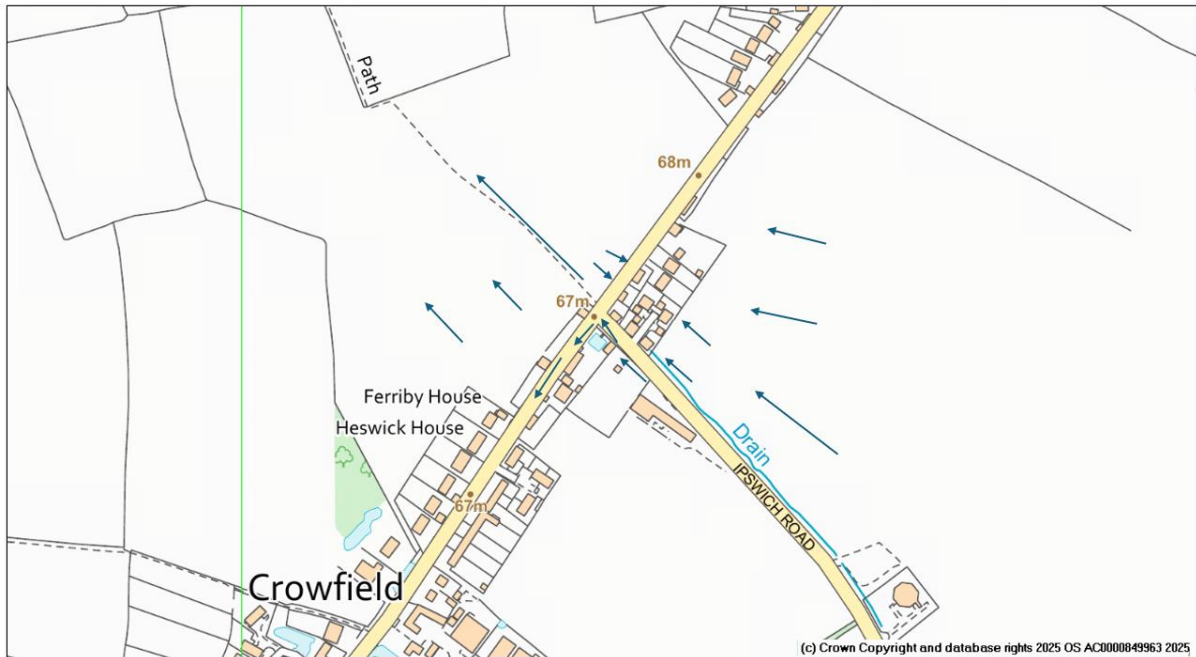 Path
68m
67m
Ferriby House
Heswick House
Drain
IPSWICH ROAD
67m
Crowfield
(c) Crown Copyright and database rights 2025 OS AC0000849963 2025